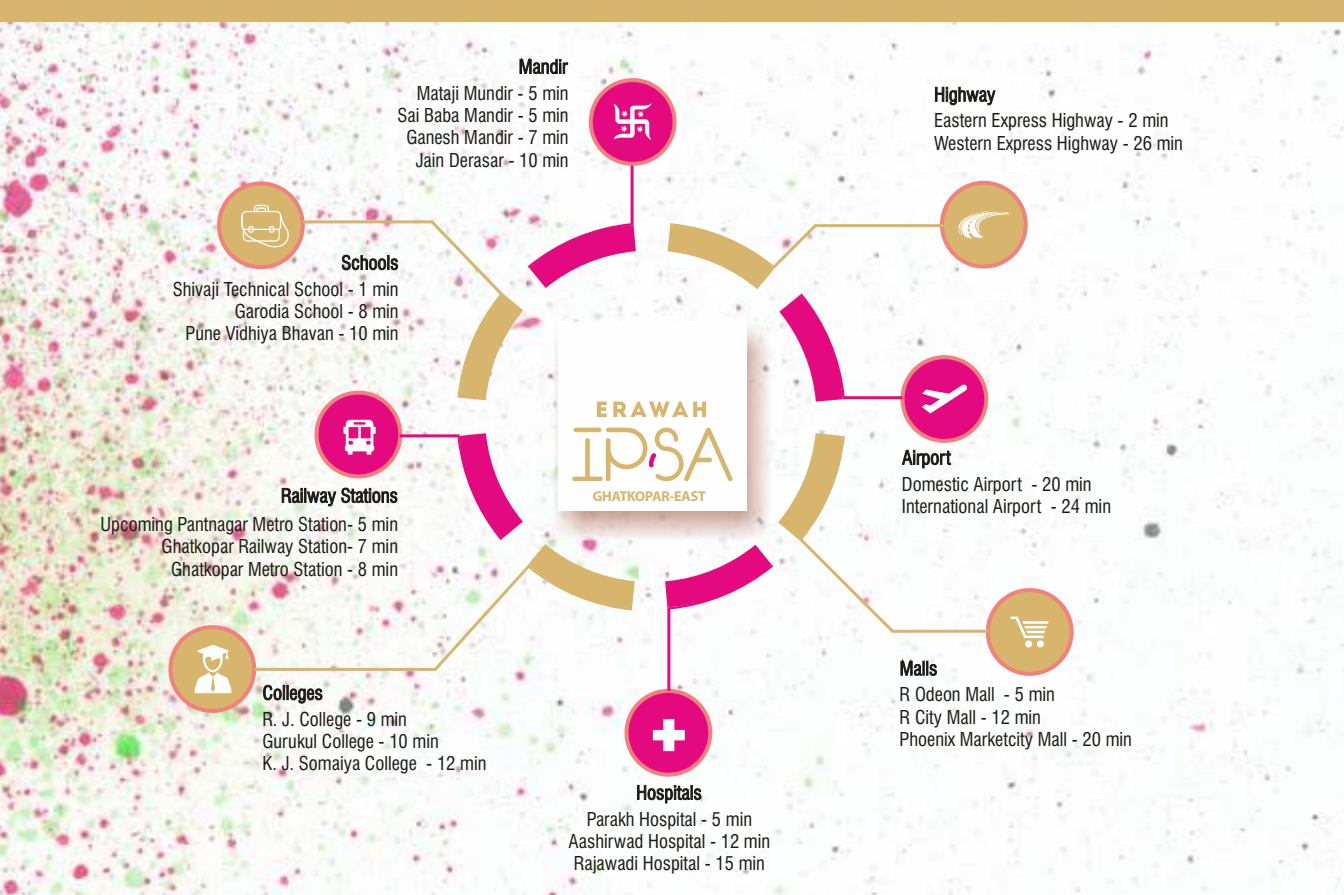 Mandir
Mataji Mundir - 5 min
Sai Baba Mandir - 5 min
Ganesh Mandir - 7 min
Jain Derasar - 10 min
Highway
Eastern Express Highway - 2 min
Western Express Highway - 26 min
Schools
Shivaji Technical School - 1 min
Garodia School - 8 min
Pune Vidhiya Bhavan - 10 min
ERAWAH
IPSA
GHATKOPAR-EAST
Airport
Domestic Airport - 20 min
International Airport - 24 min
Railway Stations
Upcoming Pantnagar Metro Station- 5 min
Ghatkopar Railway Station- 7 min
Ghatkopar Metro Station - 8 min
Malls
R Odeon Mall - 5 min
R City Mall - 12 min
Phoenix Marketcity Mall - 20 min
Colleges
R. J. College - 9 min
Gurukul College - 10 min
K. J. Somaiya College - 12 min
Hospitals
Parakh Hospital - 5 min
Aashirwad Hospital - 12 min
Rajawadi Hospital - 15 min